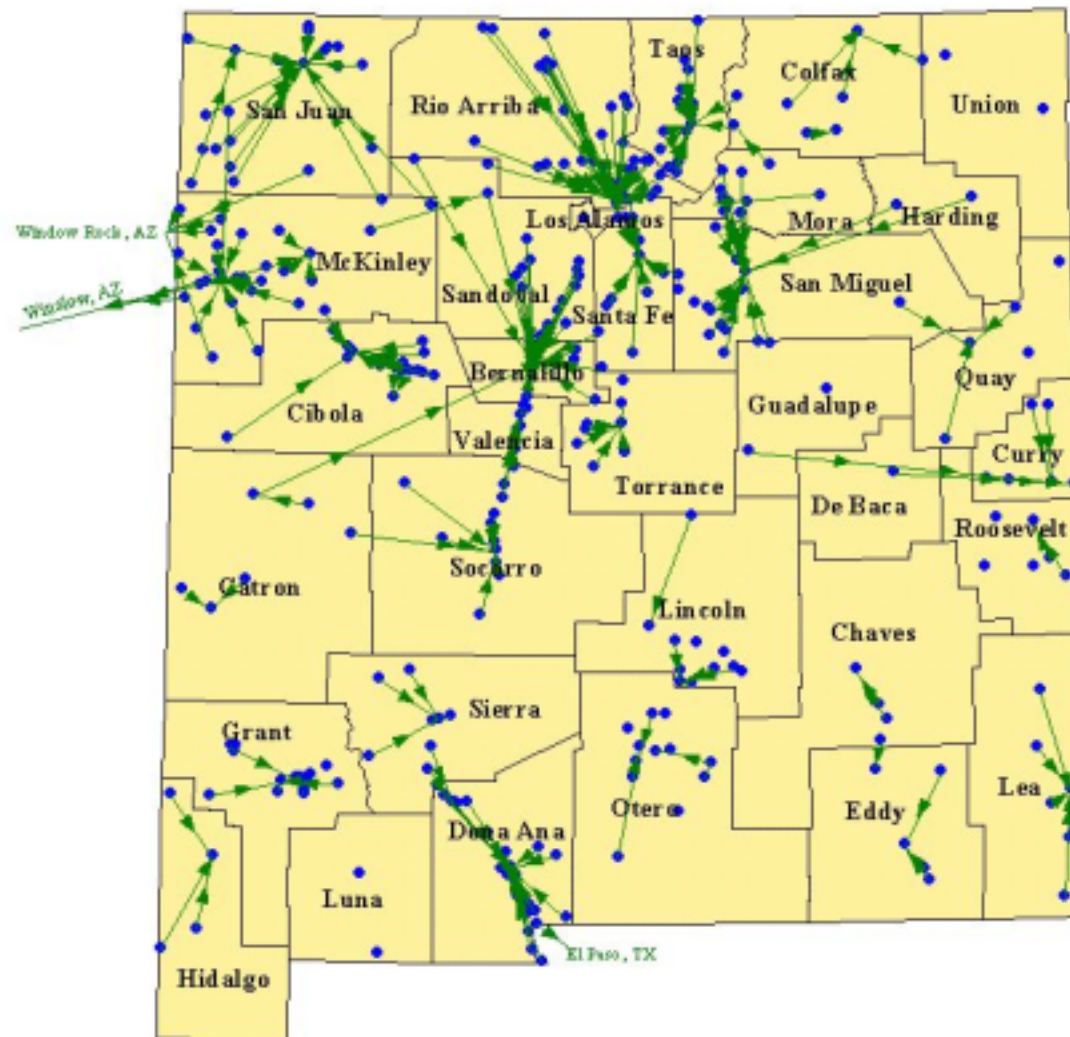 Taos
Colfax
San Juan
Rio Arriba
Union
Los Alamos
Mora
Harding
Window Rock, AZ
McKinley
San Miguel
Winslow, AZ
Sandoval
Santa Fe
Bernalillo
Quay
Cibola
Guadalupe
Valencia
Curry
Torrance
De Baca
Roosevelt
Socorro
Catron
Lincoln
Chaves
Sierra
Grant
Lea
Otero
Eddy
Dona Ana
Luna
El Paso, TX
Hidalgo